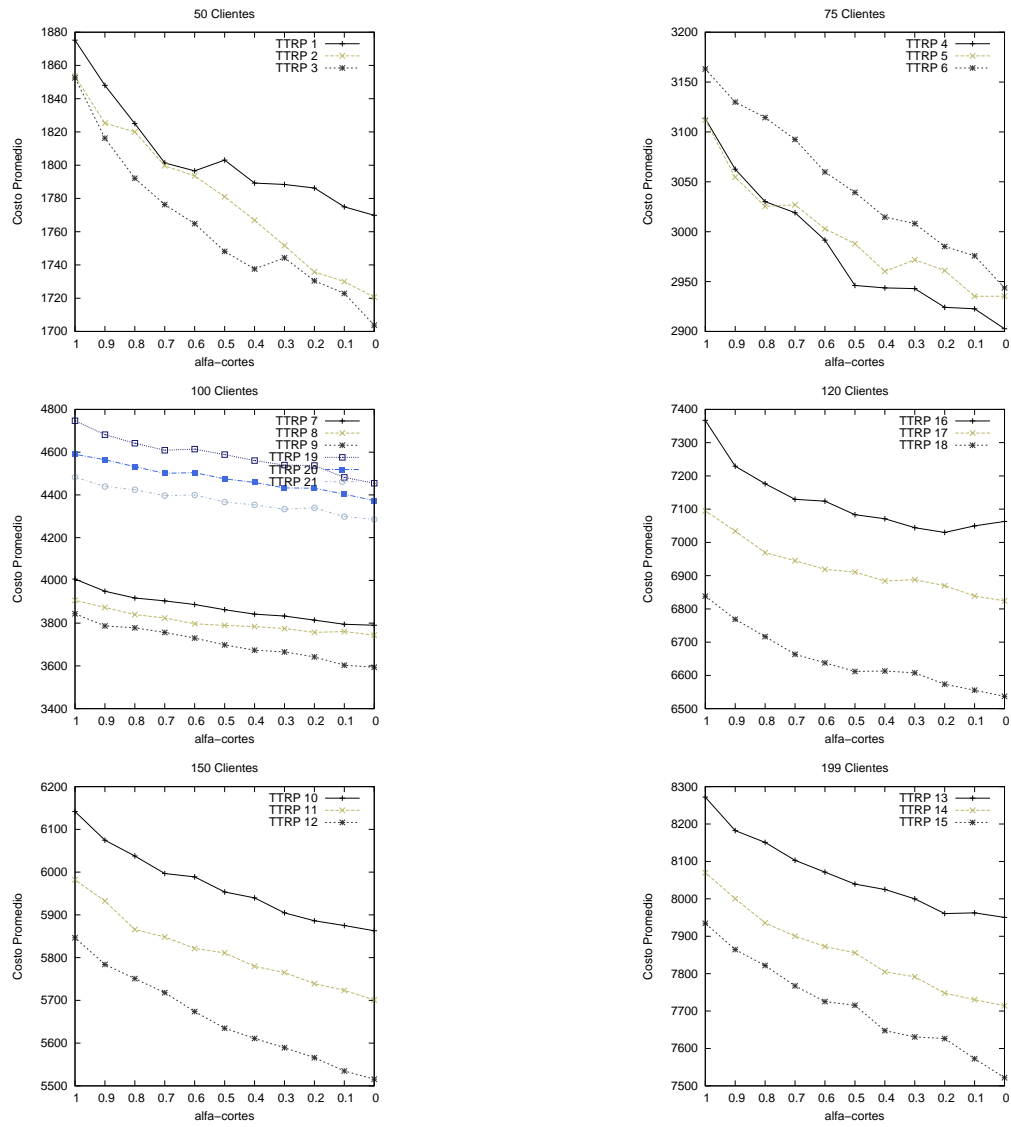 50 Clientes
Costo Promedio
1880
1860
1840
1820
1800
1780
1760
1740
1720
1700
TTRP 1
TTRP 2
TTRP 3
1 0.9 0.8 0.7 0.6 0.5 0.4 0.3 0.2 0.1 0
alfa-cortes
75 Clientes
Costo Promedio
3200
3150
3100
3050
3000
2950
2900
TTRP 4
TTRP 5
TTRP 6
1 0.9 0.8 0.7 0.6 0.5 0.4 0.3 0.2 0.1 0
alfa-cortes
100 Clientes
Costo Promedio
4800
4600
4400
4200
4000
3800
3600
3400
TTRP 7
TTRP 8
TTRP 9
TTRP 19
TTRP 20
TTRP 21
1 0.9 0.8 0.7 0.6 0.5 0.4 0.3 0.2 0.1 0
alfa-cortes
120 Clientes
Costo Promedio
7400
7300
7200
7100
7000
6900
6800
6700
6600
6500
TTRP 16
TTRP 17
TTRP 18
1 0.9 0.8 0.7 0.6 0.5 0.4 0.3 0.2 0.1 0
alfa-cortes
150 Clientes
Costo Promedio
6200
6100
6000
5900
5800
5700
5600
5500
TTRP 10
TTRP 11
TTRP 12
1 0.9 0.8 0.7 0.6 0.5 0.4 0.3 0.2 0.1 0
alfa-cortes
199 Clientes
Costo Promedio
8300
8200
8100
8000
7900
7800
7700
7600
7500
TTRP 13
TTRP 14
TTRP 15
1 0.9 0.8 0.7 0.6 0.5 0.4 0.3 0.2 0.1 0
alfa-cortes